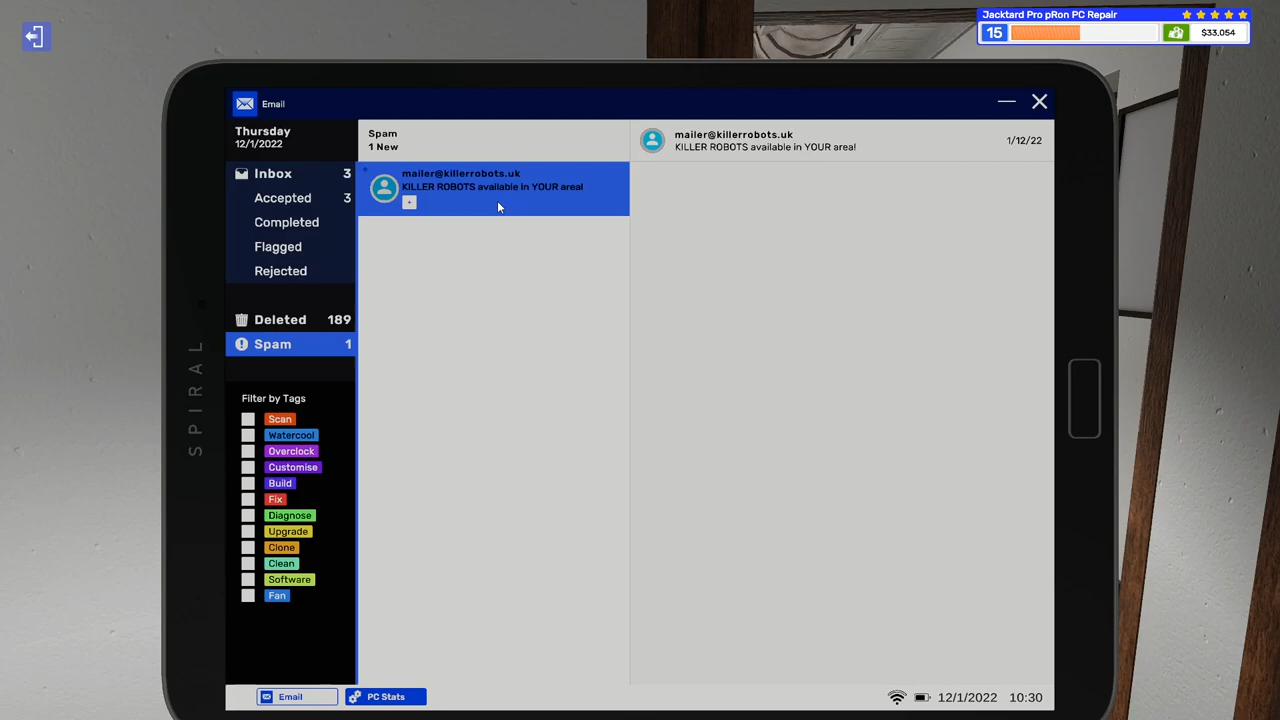 Jacktard Pro pRon PC Repair
15
$33,054
Email
Thursday
12/1/2022
Inbox 3
Accepted 3
Completed
Flagged
Rejected
Deleted 189
Spam 1
Filter by Tags
Scan
Watercool
Overclock
Customise
Build
Fix
Diagnose
Upgrade
Clone
Clean
Software
Fan
Spam
1 New
mailer@killerrobots.uk
KILLER ROBOTS available in YOUR area!
+
mailer@killerrobots.uk 1/12/22
KILLER ROBOTS available in YOUR area!
SPIRAL
Email PC Stats 12/1/2022 10:30